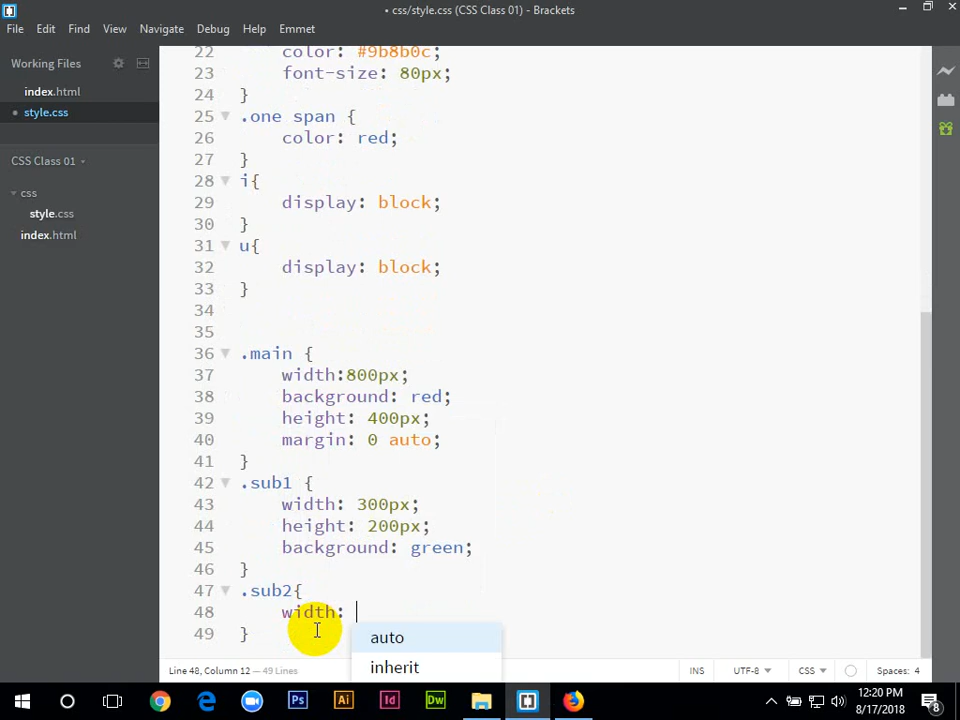 • css/style.css (CSS Class 01) - Brackets
File Edit Find View Navigate Debug Help Emmet
Working Files
index.html
• style.css
CSS Class 01
css
style.css
index.html
22 color: #9b8b0c;
23 font-size: 80px;
24 }
25 .one span {
26 color: red;
27 }
28 i{
29 display: block;
30 }
31 u{
32 display: block;
33 }
34
35
36 .main {
37 width:800px;
38 background: red;
39 height: 400px;
40 margin: 0 auto;
41 }
42 .sub1 {
43 width: 300px;
44 height: 200px;
45 background: green;
46 }
47 .sub2{
48 width:
49 }
auto
inherit
Line 48, Column 12 — 49 Lines
INS UTF-8 CSS Spaces: 4
Ps Ai Id Dw
12:20 PM
8/17/2018
8